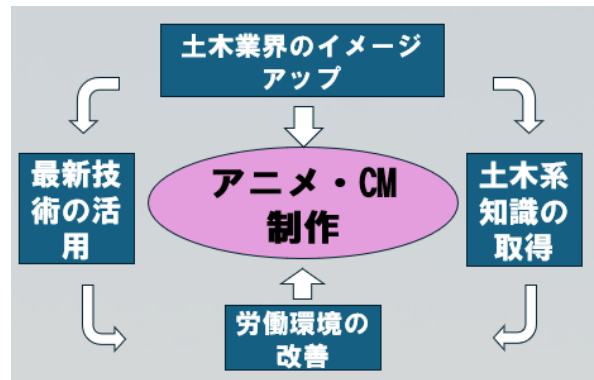 土木業界のイメージ
アップ
最新技
術の活
用
アニメ・CM
制作
土木系
知識の
取得
労働環境の
改善